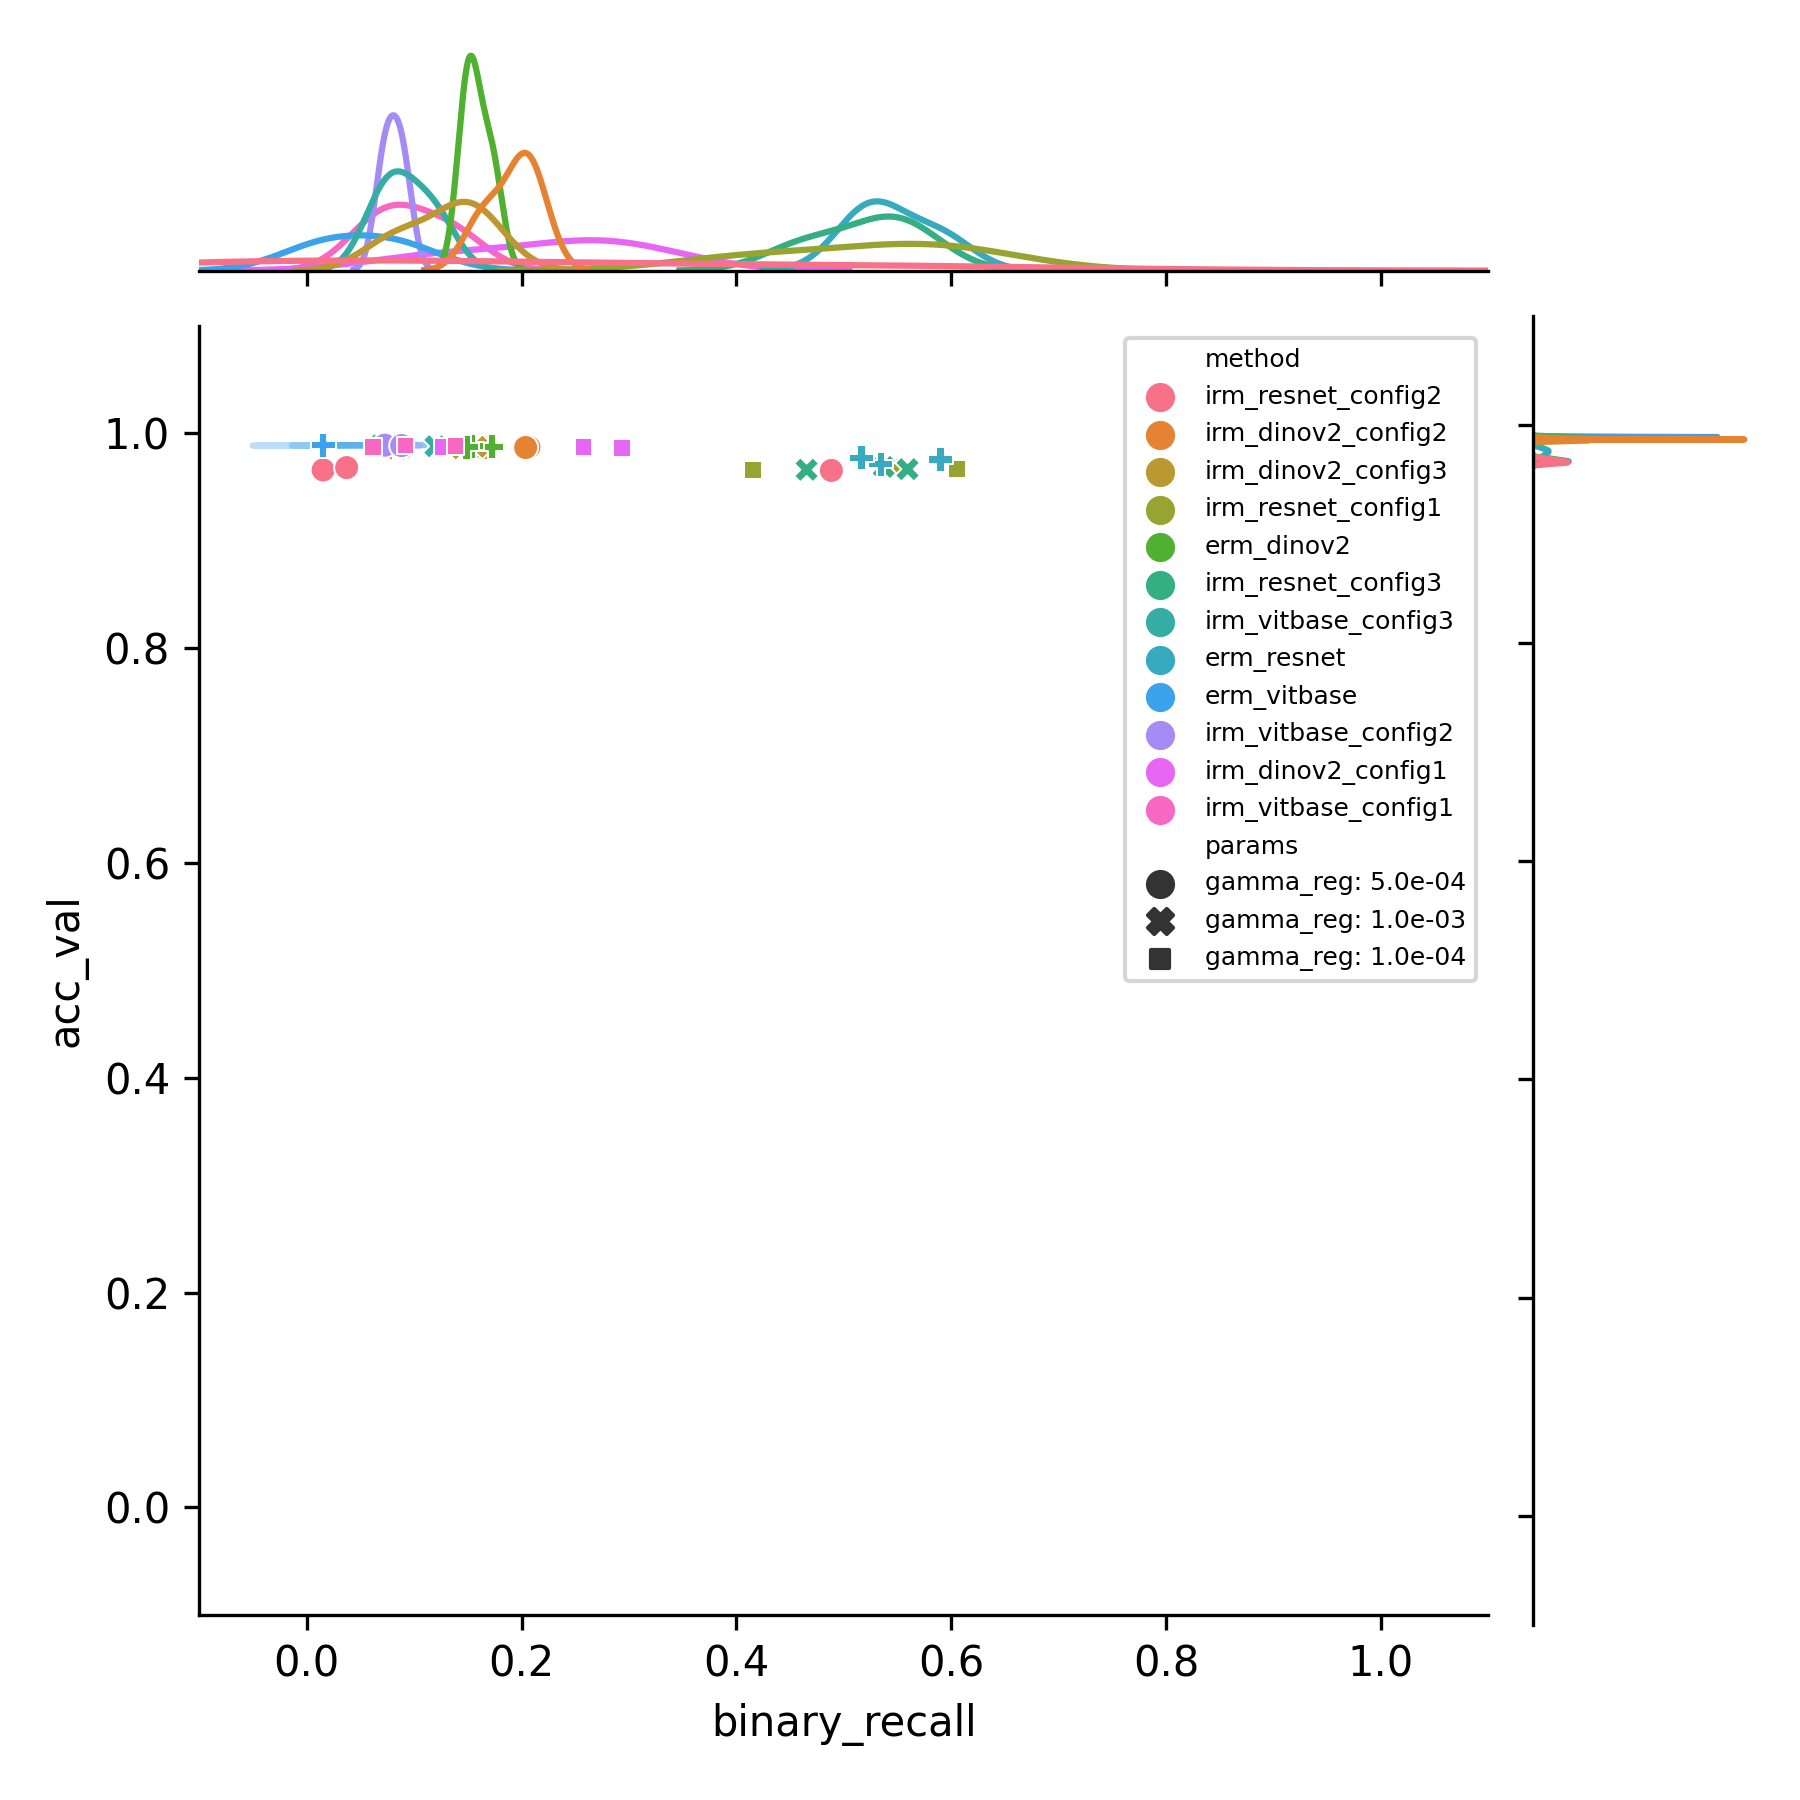 method
irm_resnet_config2
irm_dinov2_config2
irm_dinov2_config3
irm_resnet_config1
erm_dinov2
irm_resnet_config3
irm_vitbase_config3
erm_resnet
erm_vitbase
irm_vitbase_config2
irm_dinov2_config1
irm_vitbase_config1
params
gamma_reg: 5.0e-04
gamma_reg: 1.0e-03
gamma_reg: 1.0e-04
1.0
0.8
0.6
0.4
0.2
0.0
acc_val
0.0 0.2 0.4 0.6 0.8 1.0
binary_recall